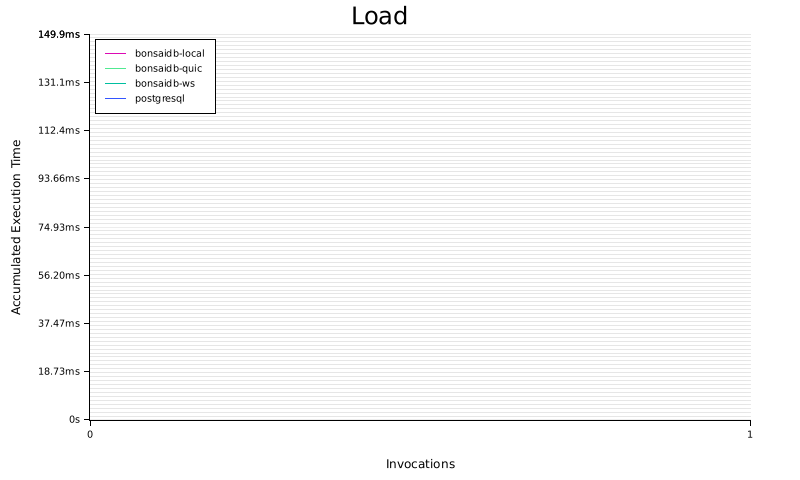 Load
149.9ms
131.1ms
112.4ms
93.66ms
74.93ms
56.20ms
37.47ms
18.73ms
0s
Accumulated Execution Time
bonsaidb-local
bonsaidb-quic
bonsaidb-ws
postgresql
0
1
Invocations